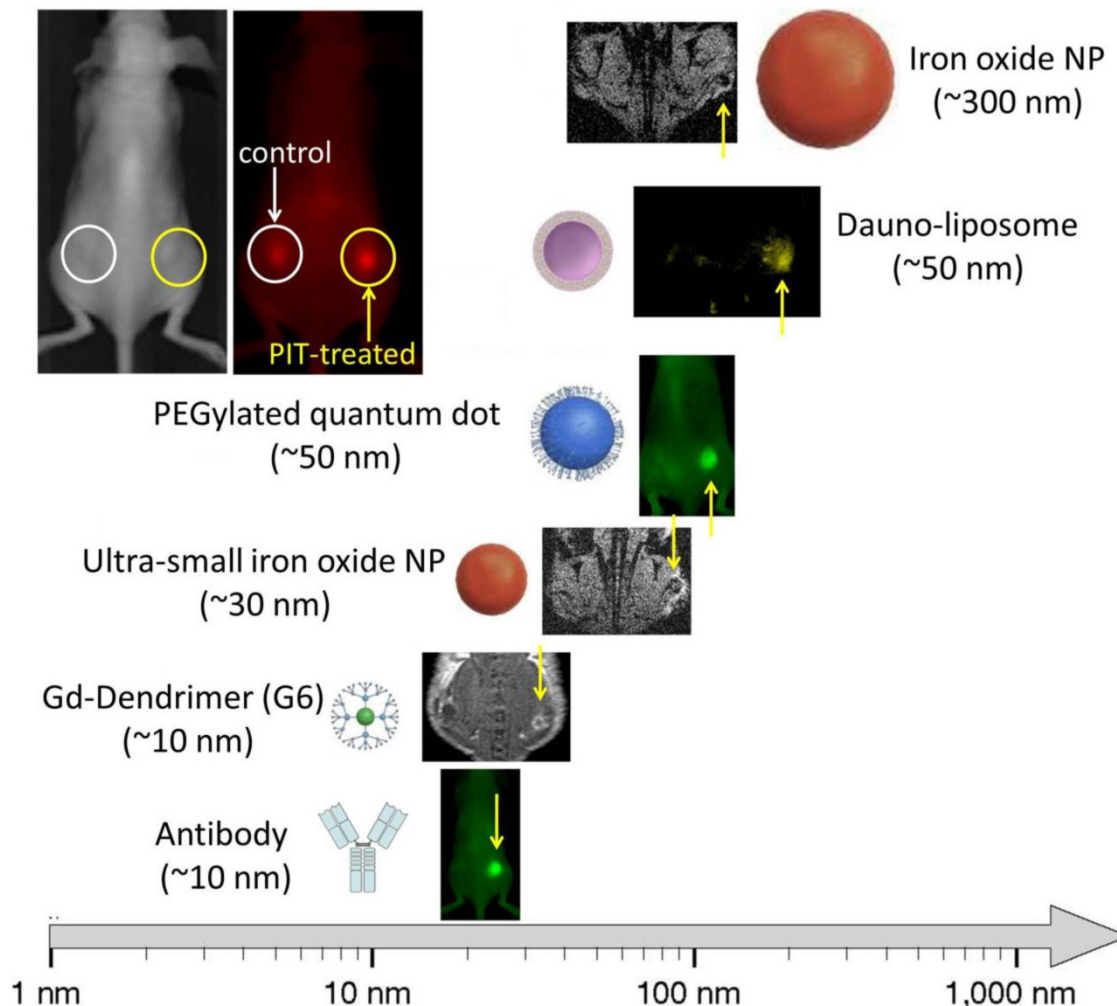 control
PIT-treated
Iron oxide NP
(~300 nm)
Dauno-liposome
(~50 nm)
PEGylated quantum dot
(~50 nm)
Ultra-small iron oxide NP
(~30 nm)
Gd-Dendrimer (G6)
(~10 nm)
Antibody
(~10 nm)
1 nm 10 nm 100 nm 1,000 nm